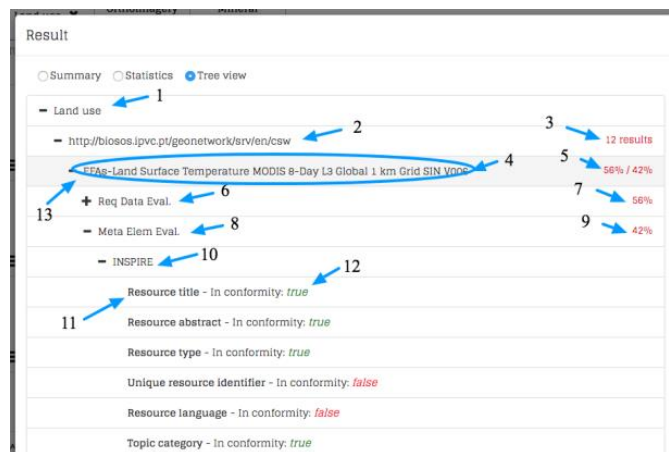 Land use
Orthoimagery
Mineral
Result
Summary Statistics Tree view
1
Land use
2
3
http://biosos.ipvc.pt/geonetwork/srv/en/csw
12 results
4
5
EFAs-Land Surface Temperature MODIS 8-Day L3 Global 1 km Grid SIN V005
56% / 42%
13
6
7
Req Data Eval.
56%
8
9
Meta Elem Eval.
42%
10
INSPIRE
12
Resource title - In conformity: true
11
Resource abstract - In conformity: true
Resource type - In conformity: true
Unique resource identifier - In conformity: false
Resource language - In conformity: false
Topic category - In conformity: true